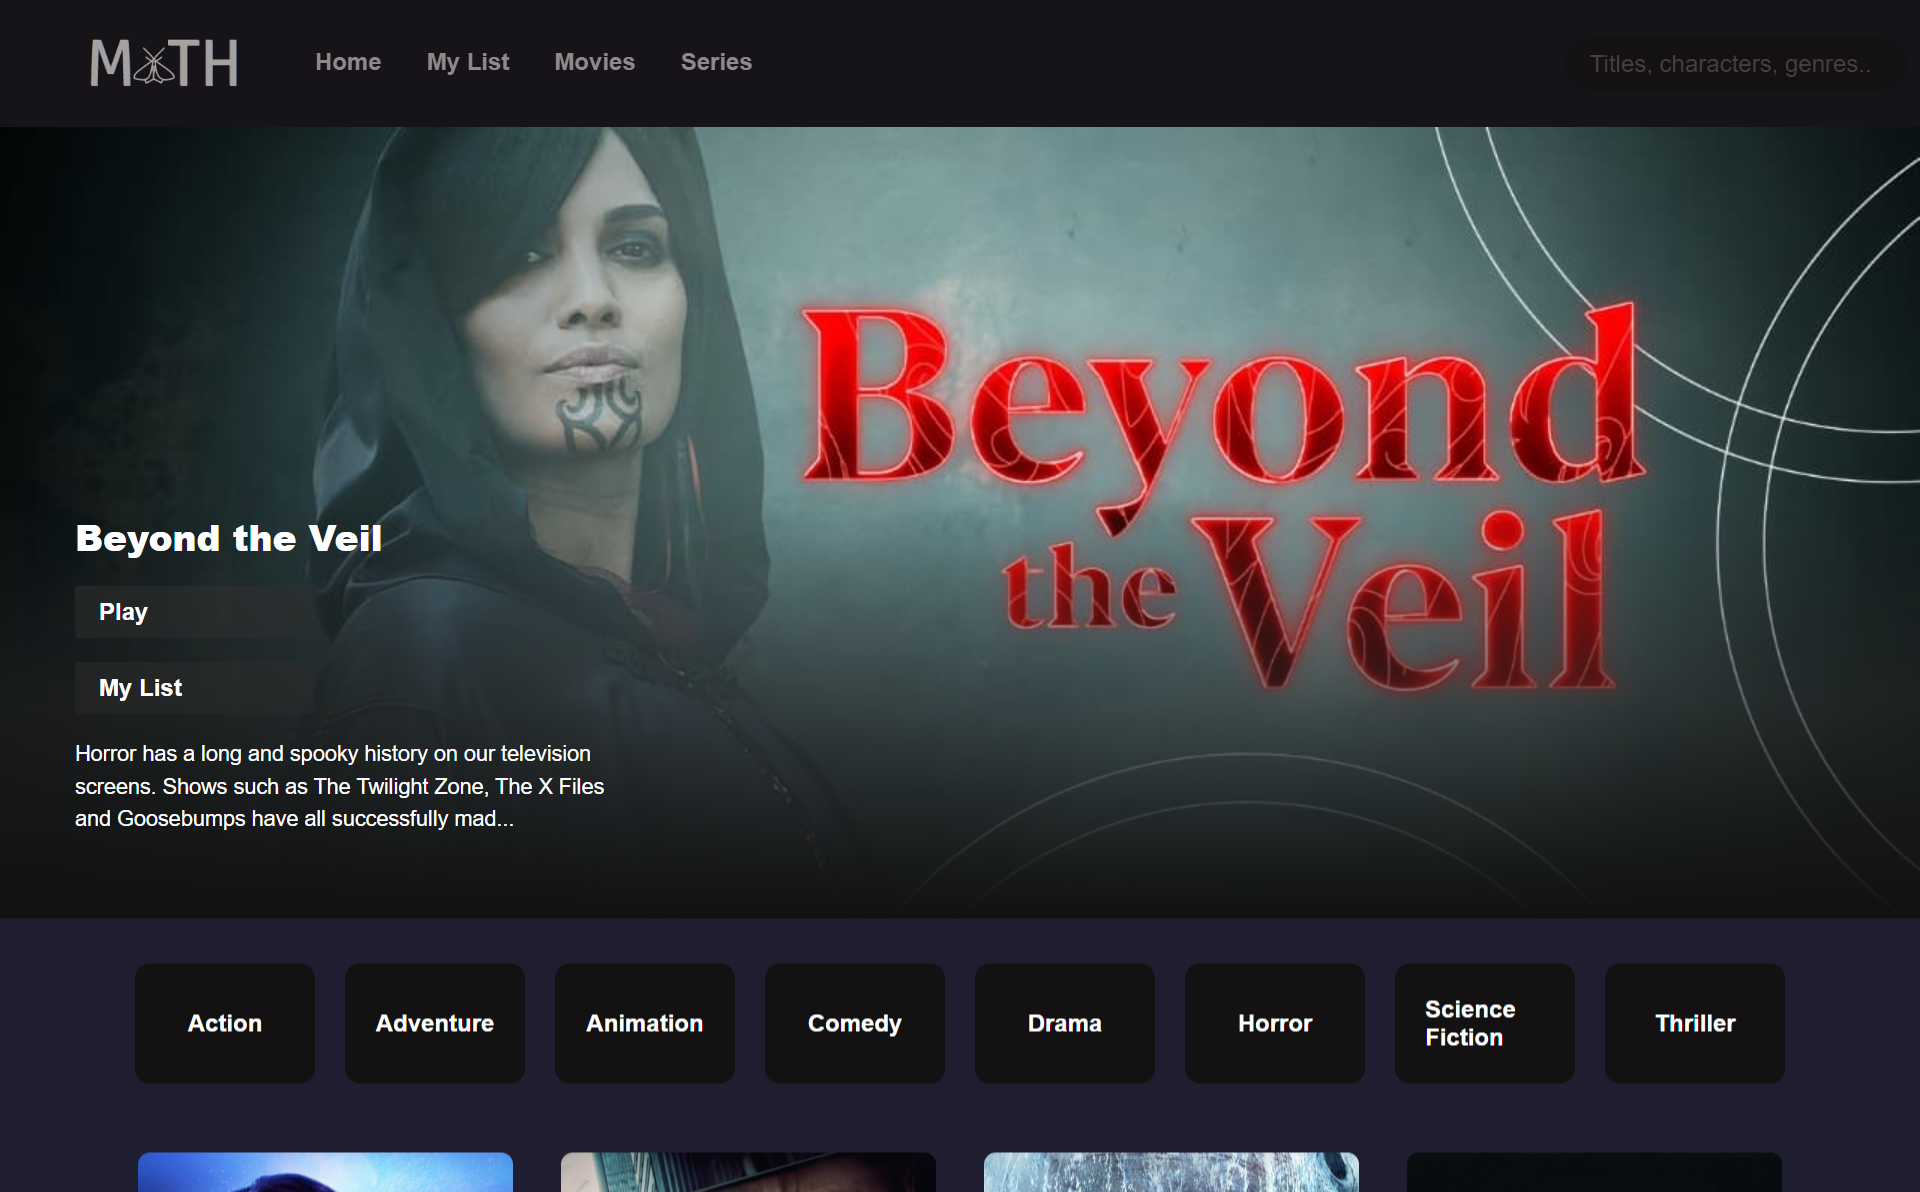 MOTH
Home
My List
Movies
Series
Titles, characters, genres..
Beyond
the Veil
Beyond the Veil
Play
My List
Horror has a long and spooky history on our television
screens. Shows such as The Twilight Zone, The X Files
and Goosebumps have all successfully mad...
Action
Adventure
Animation
Comedy
Drama
Horror
Science
Fiction
Thriller